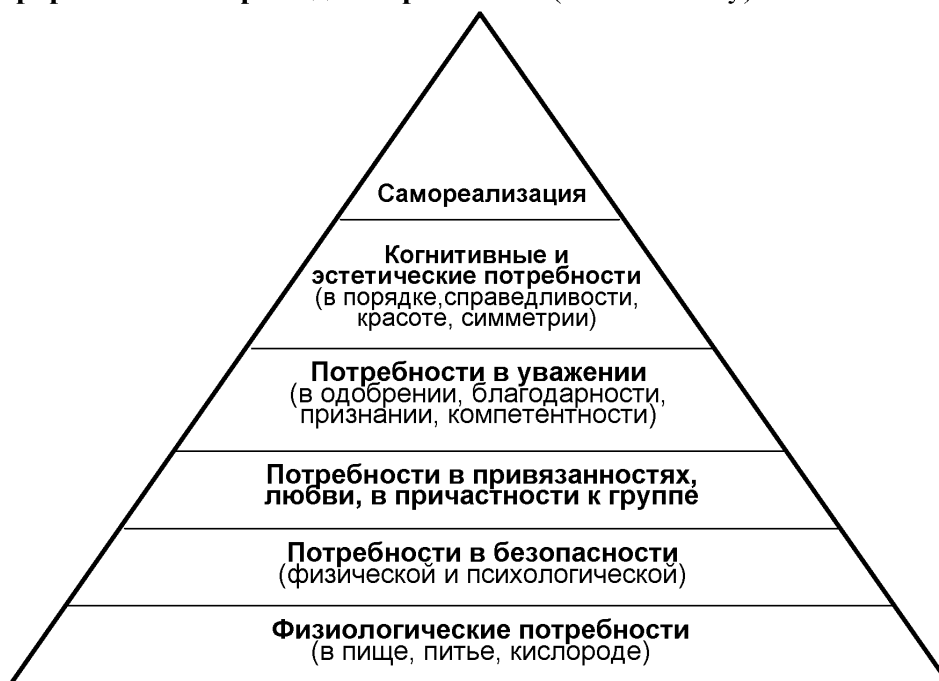 Самореализация
Когнитивные и
эстетические потребности
(в порядке,справедливости,
красоте, симметрии)
Потребности в уважении
(в одобрении, благодарности,
признании, компетентности)
Потребности в привязанностях,
любви, в причастности к группе
Потребности в безопасности
(физической и психологической)
Физиологические потребности
(в пище, питье, кислороде)